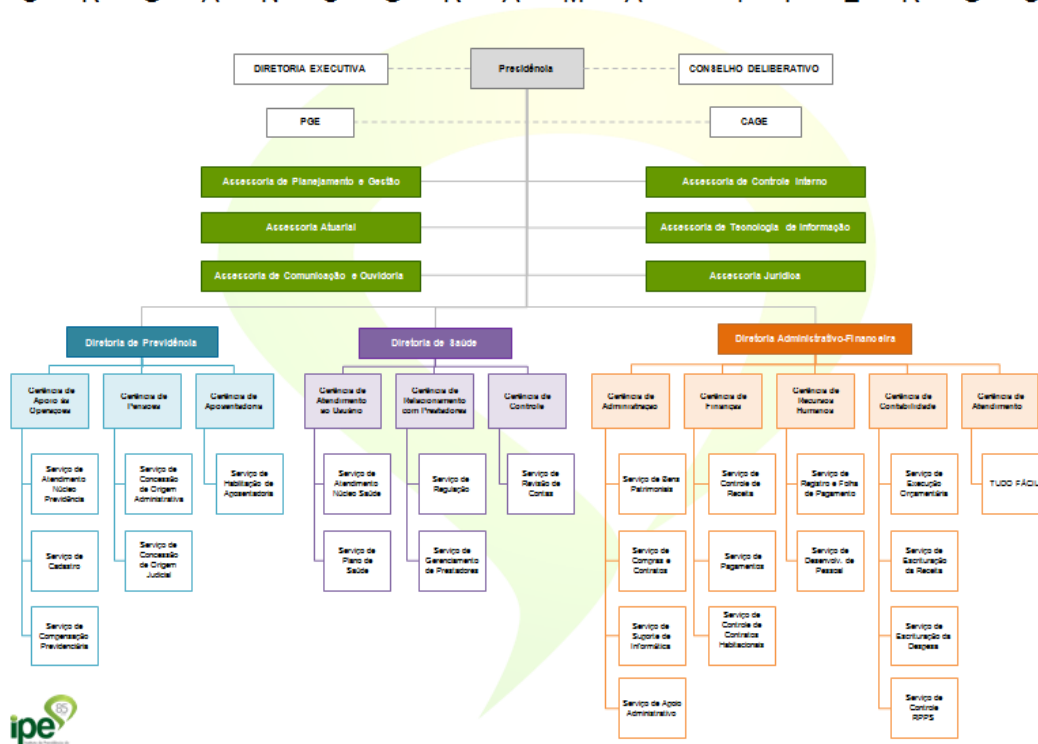 DIRETORIA EXECUTIVA
Presidência
CONSELHO DELIBERATIVO
PGE
CAGE
Assessoria de Planejamento e Gestão
Assessoria de Controle Interno
Assessoria Atuarial
Assessoria de Tecnologia de Informação
Assessoria de Comunicação e Ouvidoria
Assessoria Jurídica
Diretoria de Previdência
Diretoria de Saúde
Diretoria Administrativo-Financeira
Gerência de
Apoio às
Operações
Gerência de
Pensões
Gerência de
Aposentadoria
Gerência de
Atendimento
ao Usuário
Gerência de
Relacionamento
com Prestadores
Gerência de
Controle
Gerência de
Administração
Gerência de
Finanças
Gerência de
Recursos
Humanos
Gerência de
Contabilidade
Gerência de
Atendimento
Serviço de
Atendimento
Núcleo
Previdência
Serviço de
Concessão
de Origem
Administrativa
Serviço de
Habilitação de
Aposentadoria
Serviço de
Atendimento
Núcleo Saúde
Serviço de
Regulação
Serviço de
Revisão de
Contas
Serviço de Bens
Patrimoniais
Serviço de
Controle de
Receita
Serviço de
Registro e Folha
de Pagamento
Serviço de
Execução
Orçamentária
TUDO FÁCIL
Serviço de
Cadastro
Serviço de
Concessão
de Origem
Judicial
Serviço de
Plano de
Saúde
Serviço de
Gerenciamento
de Prestadores
Serviço de
Compras e
Contratos
Serviço de
Pagamentos
Serviço de
Desenvolv. de
Pessoal
Serviço de
Escrituração
da Receita
Serviço de
Compensação
Previdenciária
Serviço de
Suporte de
Informática
Serviço de
Controle de
Contratos
Habitacionais
Serviço de
Escrituração da
Despesa
Serviço de Apoio
Administrativo
Serviço de
Controle
RPPS
85
ipe